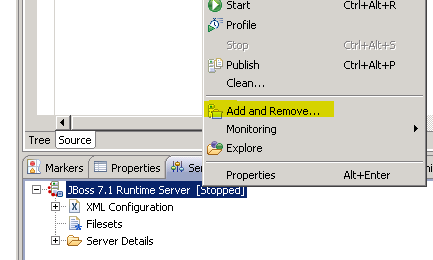 Start Ctrl+Alt+R
Profile
Stop Ctrl+Alt+S
Publish Ctrl+Alt+P
Clean...
Add and Remove...
Monitoring
Explore
Properties Alt+Enter
Tree Source
Markers Properties
JBoss 7.1 Runtime Server [Stopped]
XML Configuration
Filesets
Server Details